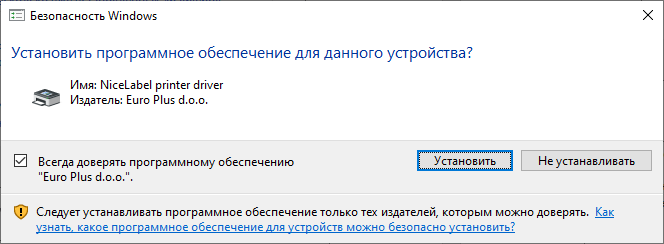 Безопасность Windows
Установить программное обеспечение для данного устройства?
Имя: NiceLabel printer driver
Издатель: Euro Plus d.o.o.
Всегда доверять программному обеспечению
"Euro Plus d.o.o.".
Установить
Не устанавливать
Следует устанавливать программное обеспечение только тех издателей, которым можно доверять. Как
узнать, какое программное обеспечение для устройств можно безопасно установить?